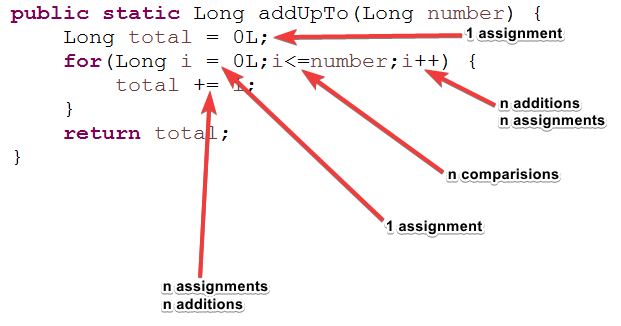 public static Long addUpTo(Long number) {
Long total = 0L;
1 assignment
for(Long i = 0L;i<=number;i++) {
total += i;
n additions
n assignments
}
return total;
}
n comparisions
1 assignment
n assignments
n additions